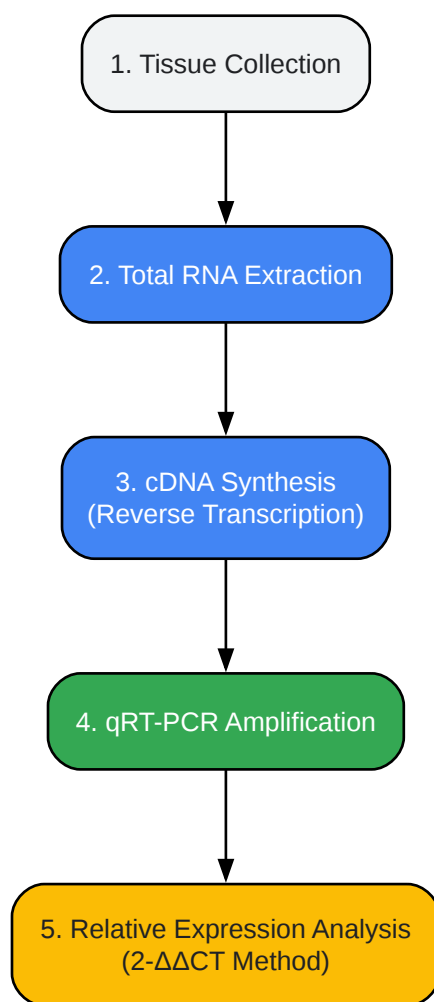 1. Tissue Collection
2. Total RNA Extraction
3. cDNA Synthesis
(Reverse Transcription)
4. qRT-PCR Amplification
5. Relative Expression Analysis
(2-ΔΔCT Method)